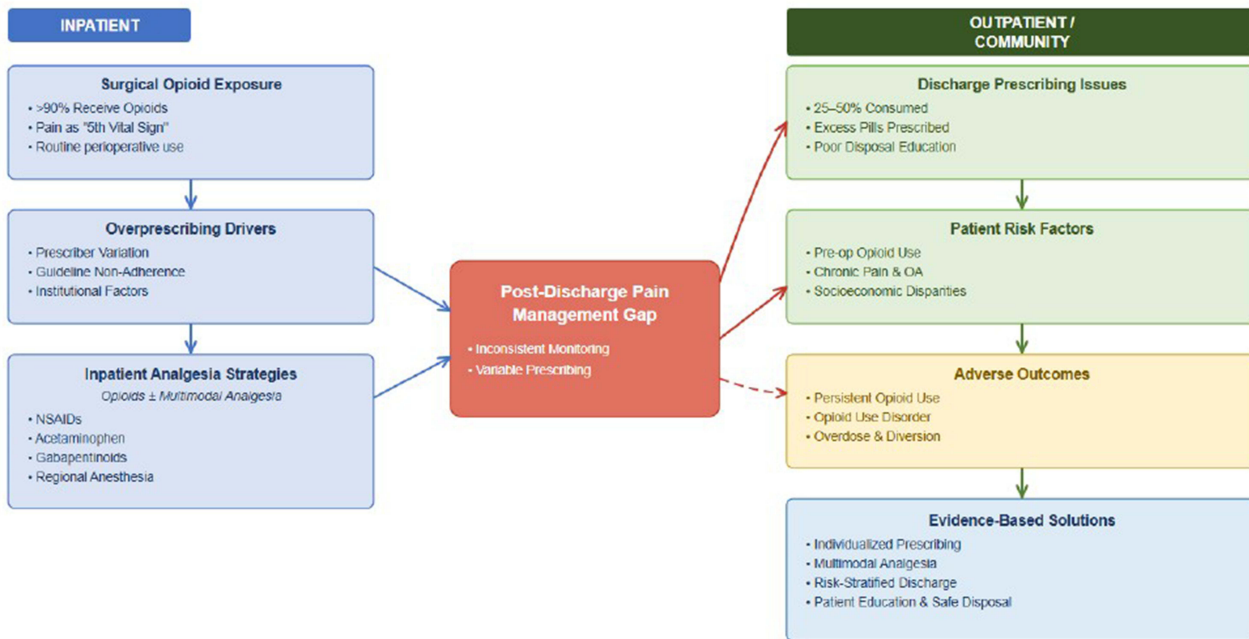 INPATIENT
Surgical Opioid Exposure
• >90% Receive Opioids
• Pain as "5th Vital Sign"
• Routine perioperative use
Overprescribing Drivers
• Prescriber Variation
• Guideline Non-Adherence
• Institutional Factors
Inpatient Analgesia Strategies
Opioids ± Multimodal Analgesia
• NSAIDs
• Acetaminophen
• Gabapentinoids
• Regional Anesthesia
Post-Discharge Pain
Management Gap
• Inconsistent Monitoring
• Variable Prescribing
OUTPATIENT /
COMMUNITY
Discharge Prescribing Issues
• 25–50% Consumed
• Excess Pills Prescribed
• Poor Disposal Education
Patient Risk Factors
• Pre-op Opioid Use
• Chronic Pain & OA
• Socioeconomic Disparities
Adverse Outcomes
• Persistent Opioid Use
• Opioid Use Disorder
• Overdose & Diversion
Evidence-Based Solutions
• Individualized Prescribing
• Multimodal Analgesia
• Risk-Stratified Discharge
• Patient Education & Safe Disposal